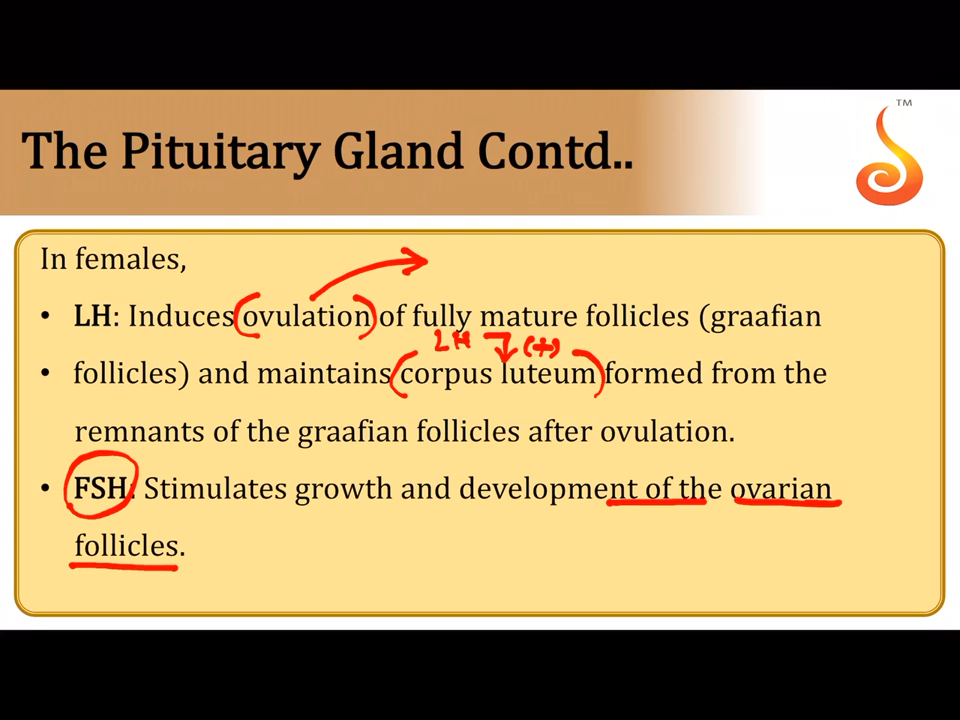 The Pituitary Gland Contd..
TM
In females,
• LH: Induces ovulation of fully mature follicles (graafian
LH (+)
• follicles) and maintains corpus luteum formed from the
remnants of the graafian follicles after ovulation.
• FSH: Stimulates growth and development of the ovarian
follicles.